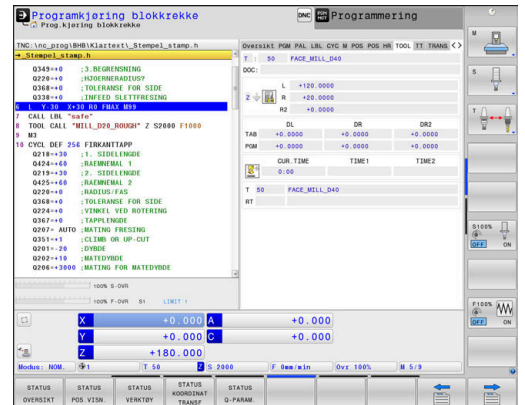 Programkjøring blokkrekke
Prog.kjøring blokkrekke
DNC
Programmering
TNC:\nc_prog\BHB\Klartext\_Stempel_stamp.h
→_Stempel_stamp.h
Q349=+0 ;3.BEGRENSNING
Q220=+0 ;HJOERNERADIUS?
Q368=+0 ;TOLERANSE FOR SIDE
Q338=+0 ;INFEED SLETTFRESING
6 L Y-30 X+30 R0 FMAX M99
7 CALL LBL "safe"
8 TOOL CALL "MILL_D20_ROUGH" Z S2000 F1000
9 M3
10 CYCL DEF 256 FIRKANTTAPP
Q218=+30 ;1. SIDELENGDE
Q424=+60 ;RAEMNEMAL 1
Q219=+30 ;2. SIDELENGDE
Q425=+60 ;RAEMNEMAL 2
Q220=+0 ;RADIUS/FAS
Q368=+0 ;TOLERANSE FOR SIDE
Q224=+0 ;VINKEL VED ROTERING
Q367=+0 ;TAPPLENGDE
Q207= AUTO ;MATING FRESING
Q351=+1 ;CLIMB OR UP-CUT
Q201=-20 ;DYBDE
Q202=+10 ;MATEDYBDE
Q206=+3000 ;MATING FOR MATEDYBDE
100% S-OVR
100% F-OVR S1 LIMIT 1
Oversikt PGM PAL LBL CYC M POS POS HR TOOL TT TRANS
T : 50 FACE_MILL_D40
DOC:
L +120.0000
Z R +20.0000
R2 +0.0000
DL DR DR2
TAB +0.0000 +0.0000 +0.0000
PGM +0.0000 +0.0000 +0.0000
CUR.TIME TIME1 TIME2
0:00
T 50 FACE_MILL_D40
RT
X +0.000 A +0.000
Y +0.000 C +0.000
Z +180.000
Modus: NOM. 1 T 50 Z S 2000 F 0mm/min Ovr 100% M 5/9
M
S
T
S100%
OFF ON
F100%
OFF ON
STATUS OVERSIKT
STATUS POS.VISN.
STATUS VERKTØY
STATUS KOORDINAT TRANSF
STATUS Q-PARAM.